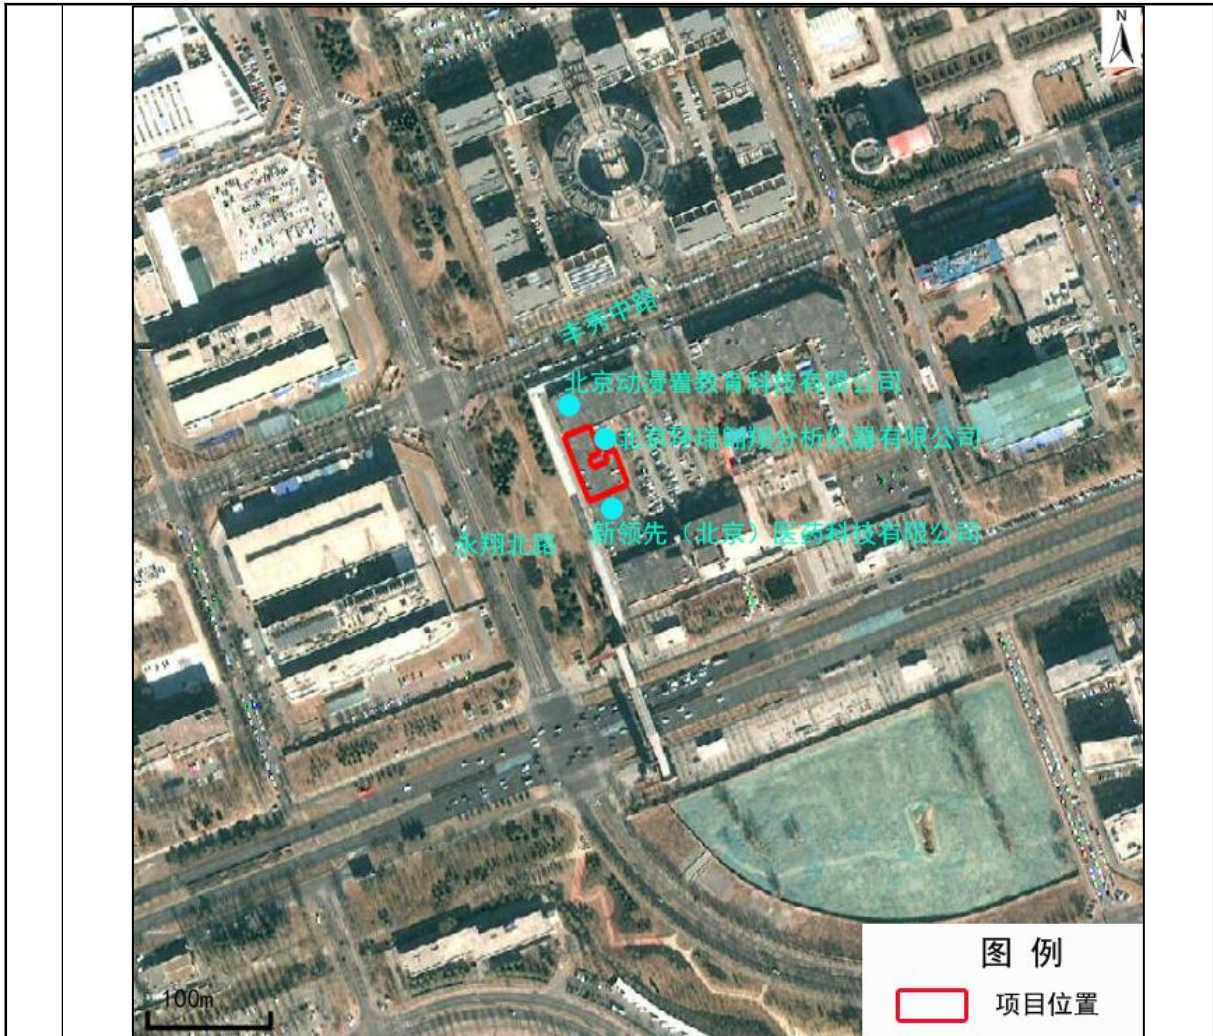 N
丰秀中路
北京动漫着教育科技有限公司
北京环瑞翱翔分析仪器有限公司
新领先（北京）医药科技有限公司
永翔北路
图例
项目位置
100m